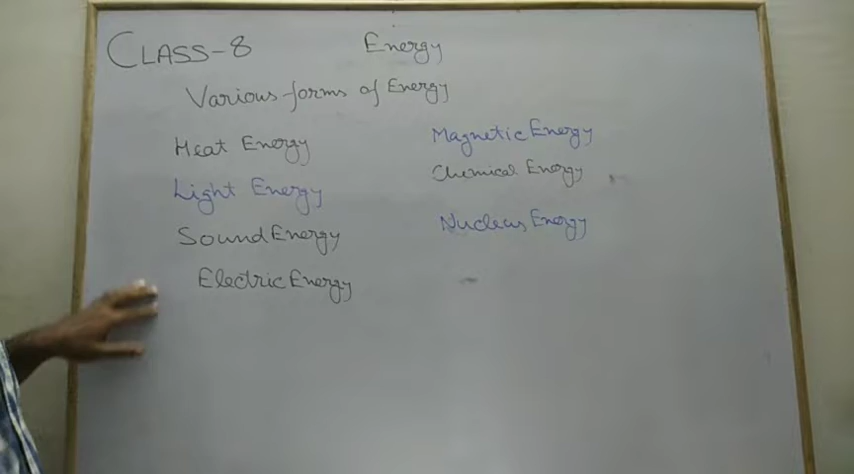 CLASS-8
Energy
Various forms of Energy
Heat Energy
Light Energy
Sound Energy
Electric Energy
Magnetic Energy
Chemical Energy
Nuclear Energy